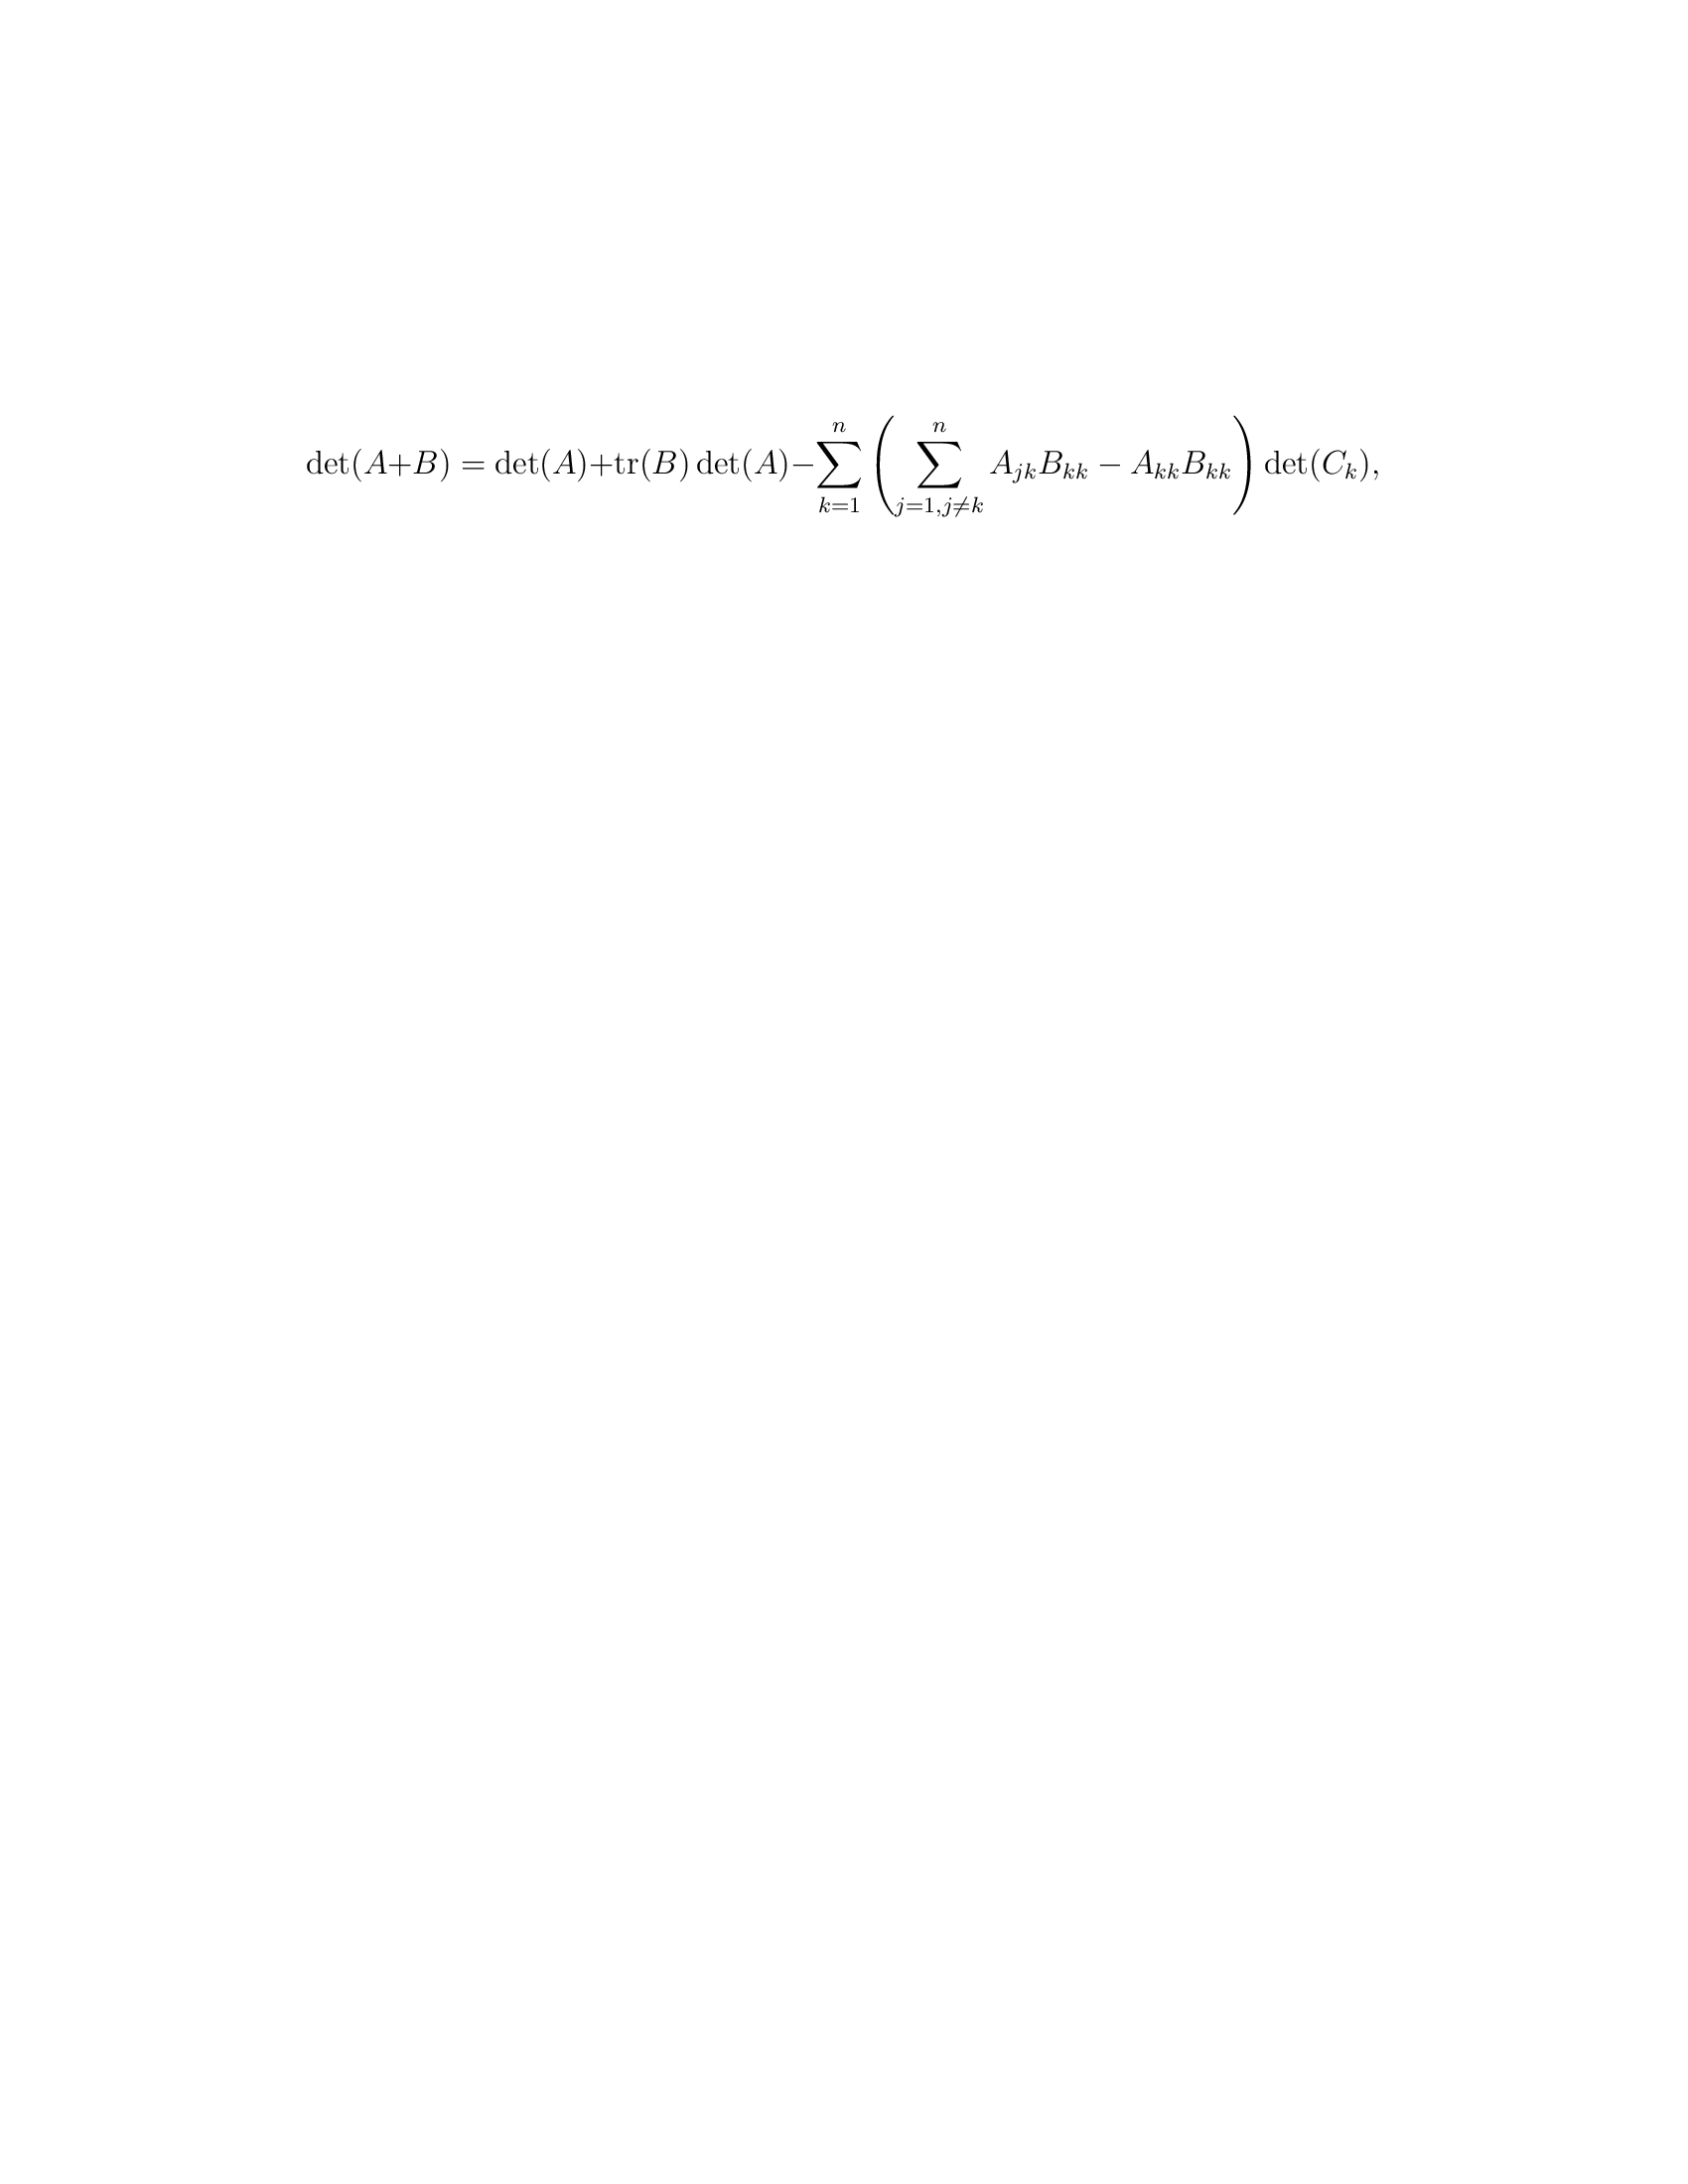 det(A+B) = det(A)+tr(B) det(A)−∑_{k=1}^{n} (∑_{j=1,j≠k}^{n} A_{jk}B_{kk} − A_{kk}B_{kk}) det(C_k),